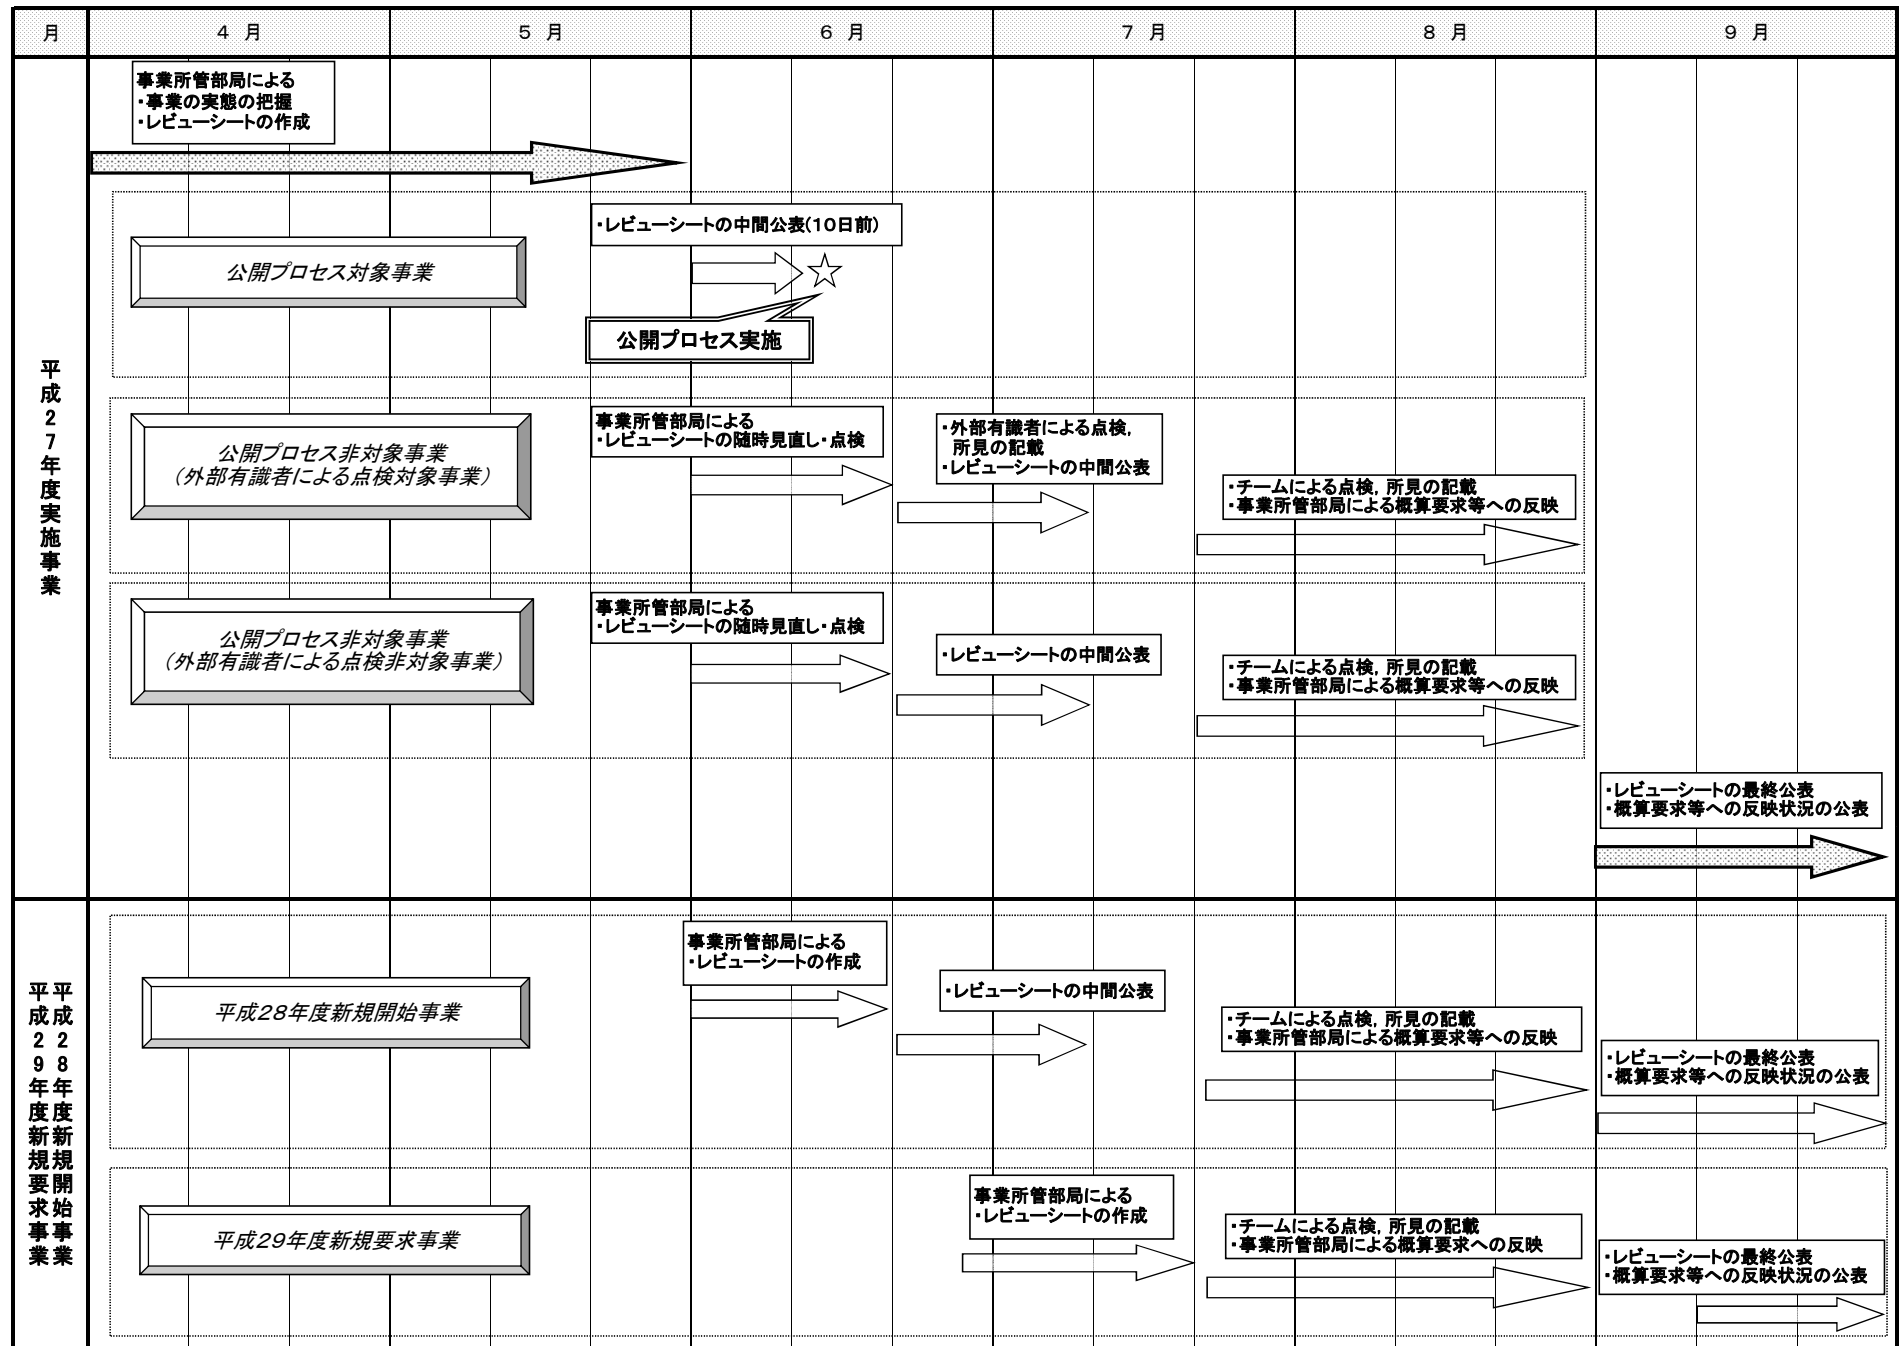 月
４ 月
５ 月
６ 月
７ 月
８ 月
９ 月
平成２７年度実施事業
事業所管部局による
・事業の実態の把握
・レビューシートの作成
公開プロセス対象事業
・レビューシートの中間公表(１０日前)
☆
公開プロセス実施
公開プロセス非対象事業
（外部有識者による点検対象事業）
事業所管部局による
・レビューシートの随時見直し・点検
・外部有識者による点検，
所見の記載
・レビューシートの中間公表
・チームによる点検，所見の記載
・事業所管部局による概算要求等への反映
公開プロセス非対象事業
（外部有識者による点検非対象事業）
事業所管部局による
・レビューシートの随時見直し・点検
・レビューシートの中間公表
・チームによる点検，所見の記載
・事業所管部局による概算要求等への反映
・レビューシートの最終公表
・概算要求等への反映状況の公表
平成２８年度新規開始事業
平成２９年度新規要求事業
平成２８年度新規開始事業
事業所管部局による
・レビューシートの作成
・レビューシートの中間公表
・チームによる点検，所見の記載
・事業所管部局による概算要求等への反映
・レビューシートの最終公表
・概算要求等への反映状況の公表
平成２９年度新規要求事業
事業所管部局による
・レビューシートの作成
・チームによる点検，所見の記載
・事業所管部局による概算要求への反映
・レビューシートの最終公表
・概算要求等への反映状況の公表